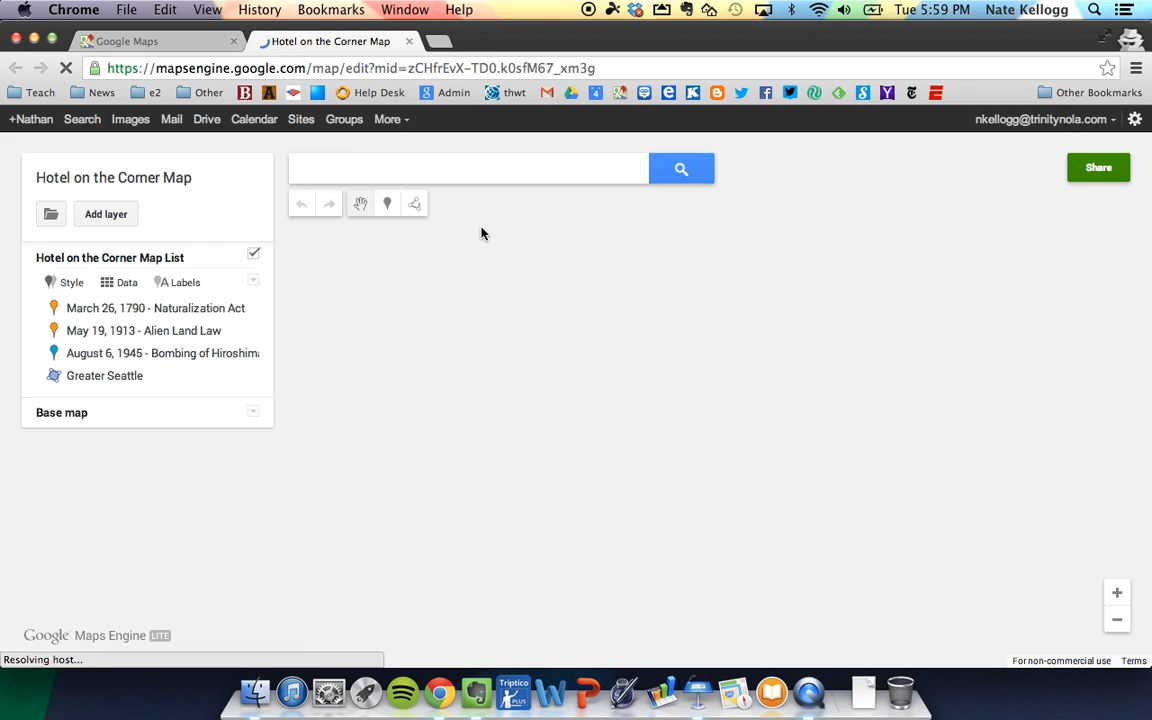 Chrome File Edit View History Bookmarks Window Help Tue 5:59 PM Nate Kellogg
Google Maps Hotel on the Corner Map
https://mapsengine.google.com/map/edit?mid=zCHfrEvX-TD0.k0sfM67_xm3g
Teach News e2 Other Help Desk Admin thwt Other Bookmarks
+Nathan Search Images Mail Drive Calendar Sites Groups More nkellogg@trinitynola.com
Hotel on the Corner Map
Share
Add layer
Hotel on the Corner Map List
Style Data Labels
March 26, 1790 - Naturalization Act
May 19, 1913 - Alien Land Law
August 6, 1945 - Bombing of Hiroshima
Greater Seattle
Base map
Google Maps Engine LITE
Resolving host...
For non-commercial use Terms
Triptico
PLUS